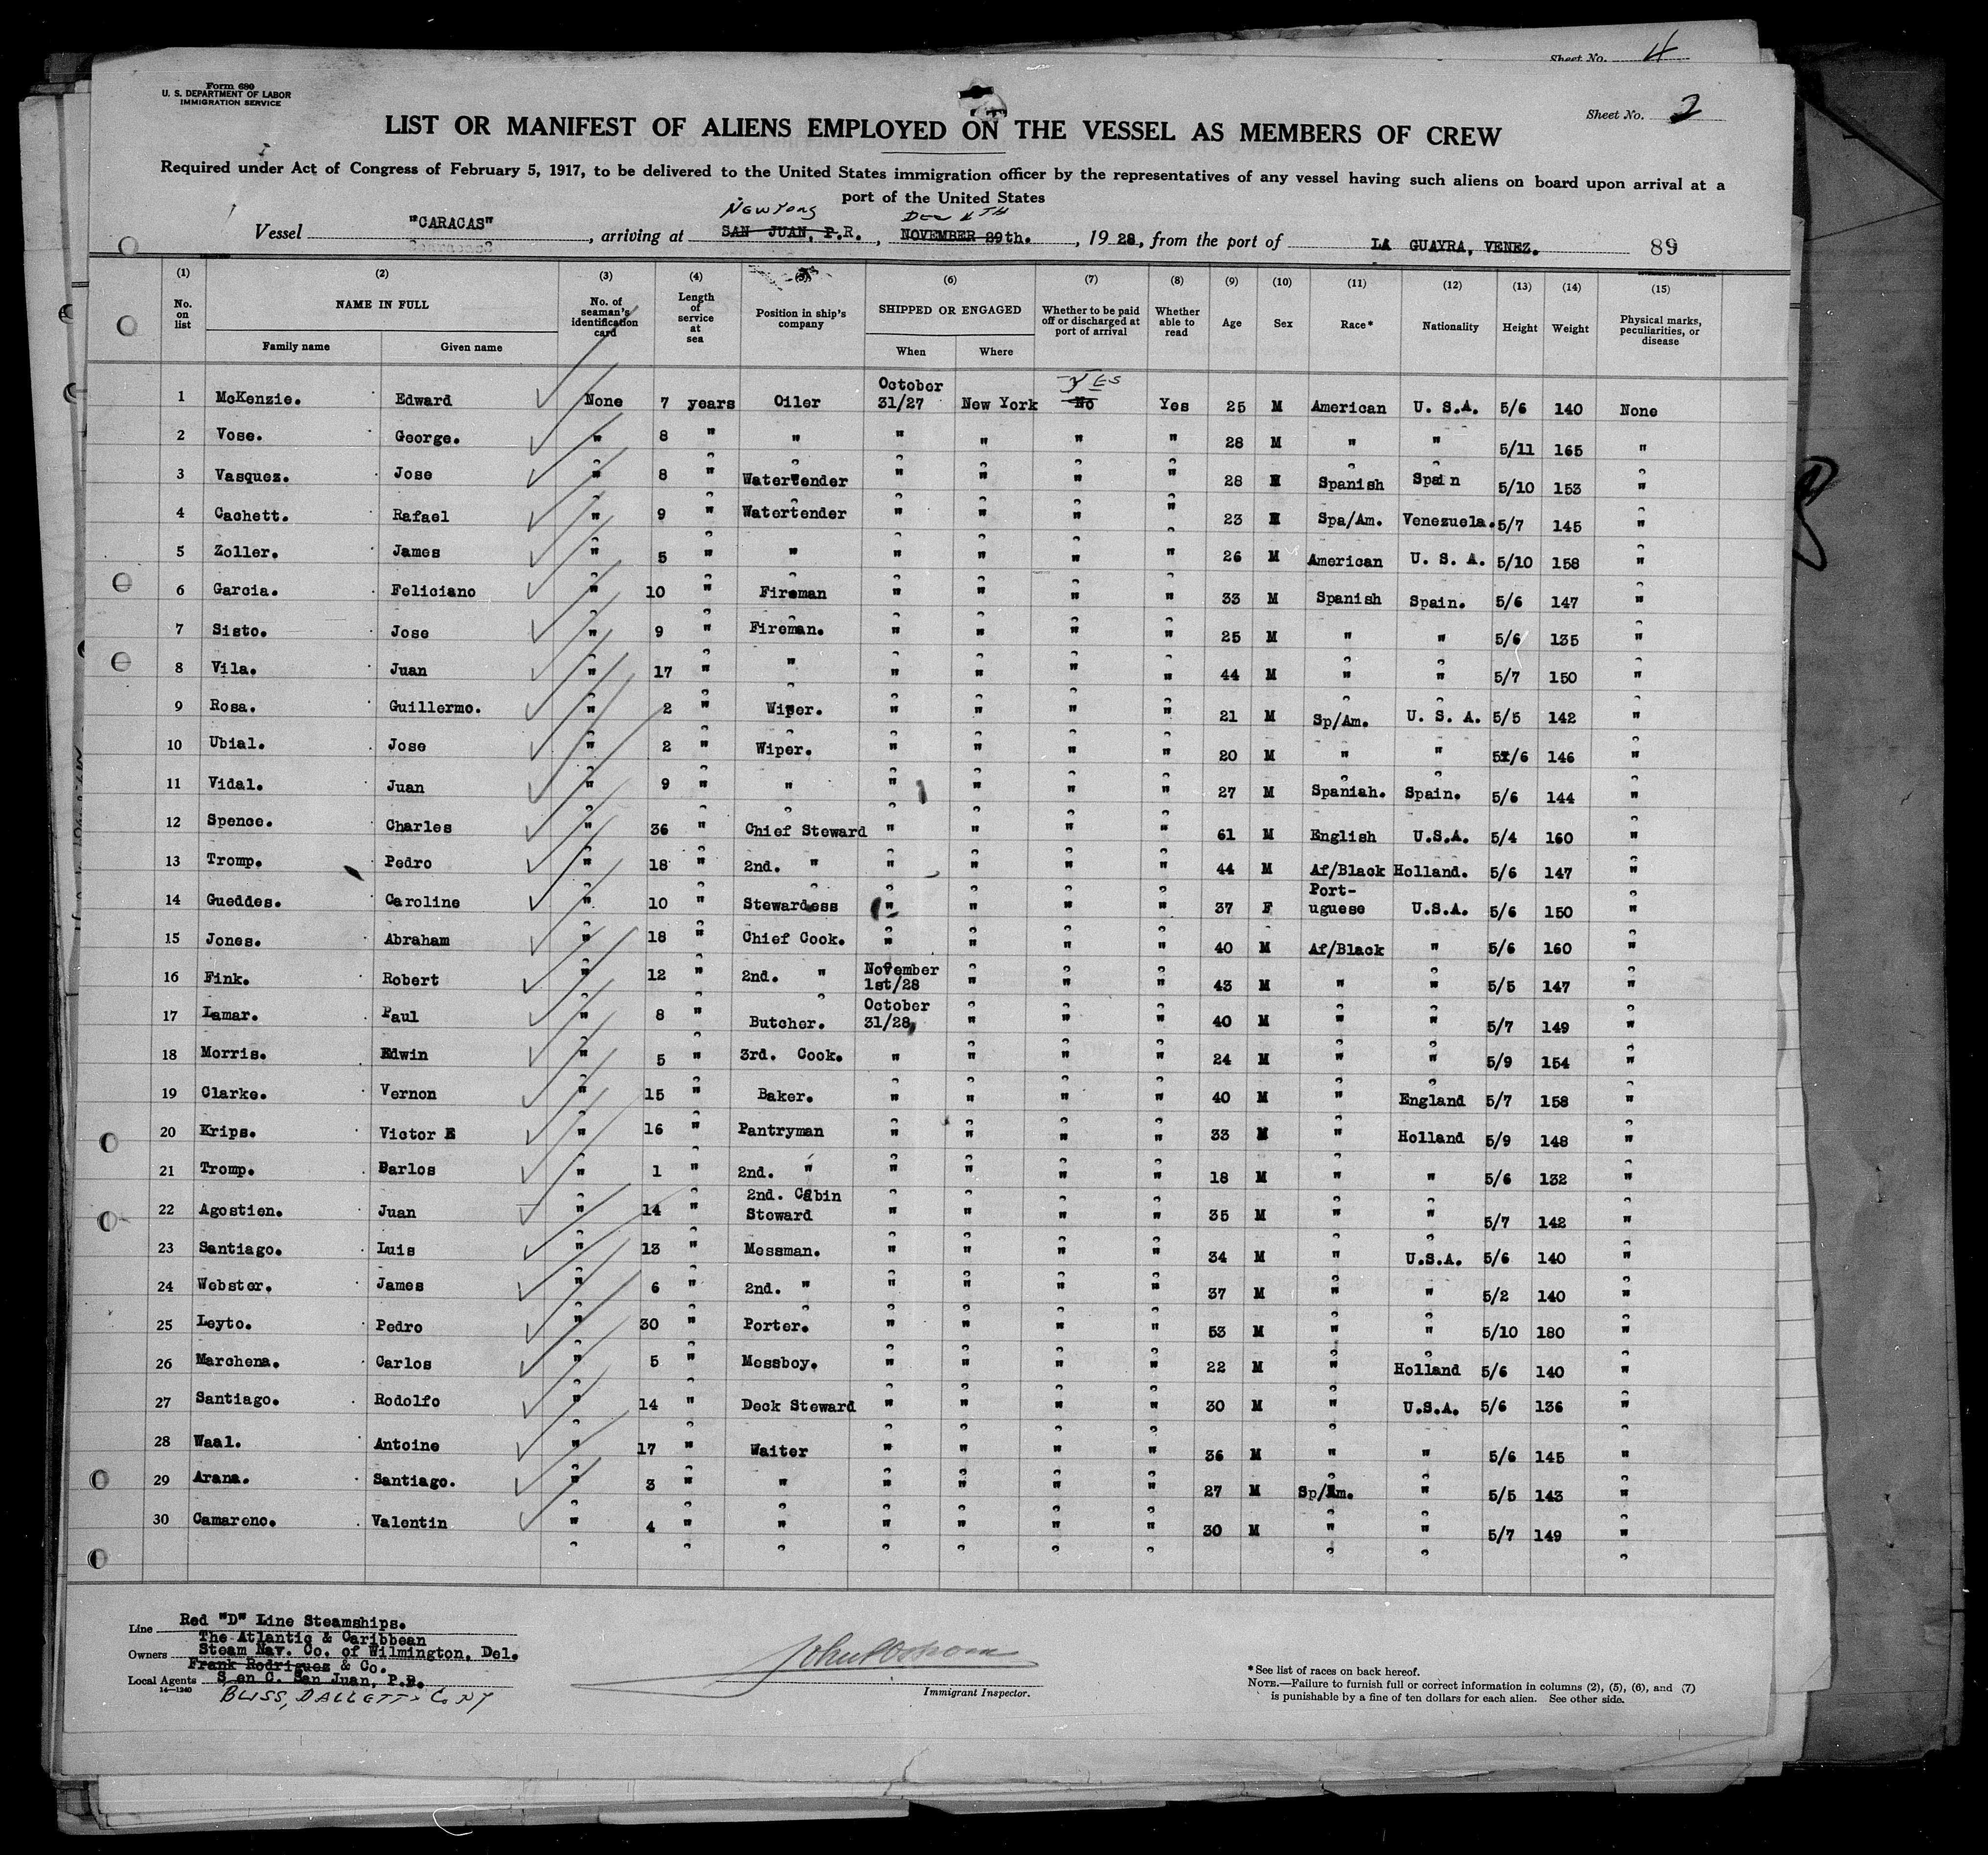 Sheet No. 4
Form 680
U. S. DEPARTMENT OF LABOR
IMMIGRATION SERVICE
Sheet No. 2
LIST OR MANIFEST OF ALIENS EMPLOYED ON THE VESSEL AS MEMBERS OF CREW
Required under Act of Congress of February 5, 1917, to be delivered to the United States immigration officer by the representatives of any vessel having such aliens on board upon arrival at a
port of the United States
New York Dec TH
Vessel "CARACAS", arriving at SAN JUAN, P.R., NOVEMBER 29th., 1928, from the port of LA GUAYRA, VENEZ. 89
(1) (2) (3) (4) (5) (6) (7) (8) (9) (10) (11) (12) (13) (14) (15)
No. on list NAME IN FULL No. of seaman's identification card Length of service at sea Position in ship's company SHIPPED OR ENGAGED Whether to be paid off or discharged at port of arrival Whether able to read Age Sex Race* Nationality Height Weight Physical marks, peculiarities, or disease
Family name Given name When Where
October YES
1 McKenzie. Edward None 7 years Oiler 31/27 New York No Yes 25 M American U. S.A. 5/6 140 None
2 Vose. George. " 8 " " " " " " 28 M " " 5/11 165 "
3 Vasquez. Jose " 8 " Watertender " " " " 28 M Spanish Spain 5/10 153 "
4 Cachett. Rafael " 9 " Watertender " " " " 23 M Spa/Am. Venezuela. 5/7 145 "
5 Zoller. James " 5 " " " " " " 26 M American U. S. A. 5/10 158 "
6 Garcia. Feliciano " 10 " Fireman " " " " 33 M Spanish Spain. 5/6 147 "
7 Sisto. Jose " 9 " Fireman. " " " " 25 M " " 5/6 135 "
8 Vila. Juan " 17 " " " " " " 44 M " " 5/7 150 "
9 Rosa. Guillermo. " 2 " Wiper. " " " " 21 M Sp/Am. U. S. A. 5/5 142 "
10 Ubial. Jose " 2 " Wiper. " " " " 20 M " " 5/6 146 "
11 Vidal. Juan " 9 " " " " " " 27 M Spaniah. Spain. 5/6 144 "
12 Spence. Charles " 36 " Chief Steward " " " " 61 M English U.S.A. 5/4 160 "
13 Tromp. Pedro " 18 " 2nd. " " " " " 44 M Af/Black Holland. 5/6 147 "
Port-
14 Gueddes. Caroline " 10 " Stewardess " " " " 37 F uguese U.S.A. 5/6 150 "
15 Jones. Abraham " 18 " Chief Cook. " " " " 40 M Af/Black " 5/6 160 "
November
16 Fink. Robert " 12 " 2nd. " 1st/28 " " " 43 M " " 5/5 147 "
October
17 Lamar. Paul " 8 " Butcher. 31/28, " " " 40 M " " 5/7 149 "
18 Morris. Edwin " 5 " 3rd. Cook. " " " " 24 M " " 5/9 154 "
19 Clarke. Vernon " 15 " Baker. " " " " 40 M " England 5/7 158 "
20 Krips. Victor E " 16 " Pantryman " " " " 33 M " Holland 5/9 148 "
21 Tromp. Darlos " 1 " 2nd. " " " " " 18 M " " 5/6 132 "
2nd. Cabin
22 Agostien. Juan " 14 " Steward " " " " 35 M " " 5/7 142 "
23 Santiago. Luis " 13 " Messman. " " " " 34 M " U.S.A. 5/6 140 "
24 Webster. James " 6 " 2nd. " " " " " 37 M " " 5/2 140 "
25 Leyto. Pedro " 30 " Porter. " " " " 53 M " " 5/10 180 "
26 Marchena. Carlos " 5 " Messboy. " " " " 22 M " Holland 5/6 140 "
27 Santiago. Rodolfo " 14 " Deck Steward " " " " 30 M " U.S.A. 5/6 136 "
28 Waal. Antoine " 17 " Waiter " " " " 36 M " " 5/6 145 "
29 Arana. Santiago. " 3 " " " " " " 27 M Sp/Am. " 5/5 143 "
30 Camareno. Valentin " 4 " " " " " " 30 M " " 5/7 149 "
Line Red "D" Line Steamships.
The Atlantic & Caribbean
Owners Steam Nav. Co. of Wilmington, Del.
Frank Rodriguez & Co.
Local Agents S en C. San Juan, P.R.
14—1240
BLISS, DALLETT & Co NY
Immigrant Inspector.
*See list of races on back hereof.
NOTE.—Failure to furnish full or correct information in columns (2), (5), (6), and (7)
is punishable by a fine of ten dollars for each alien. See other side.